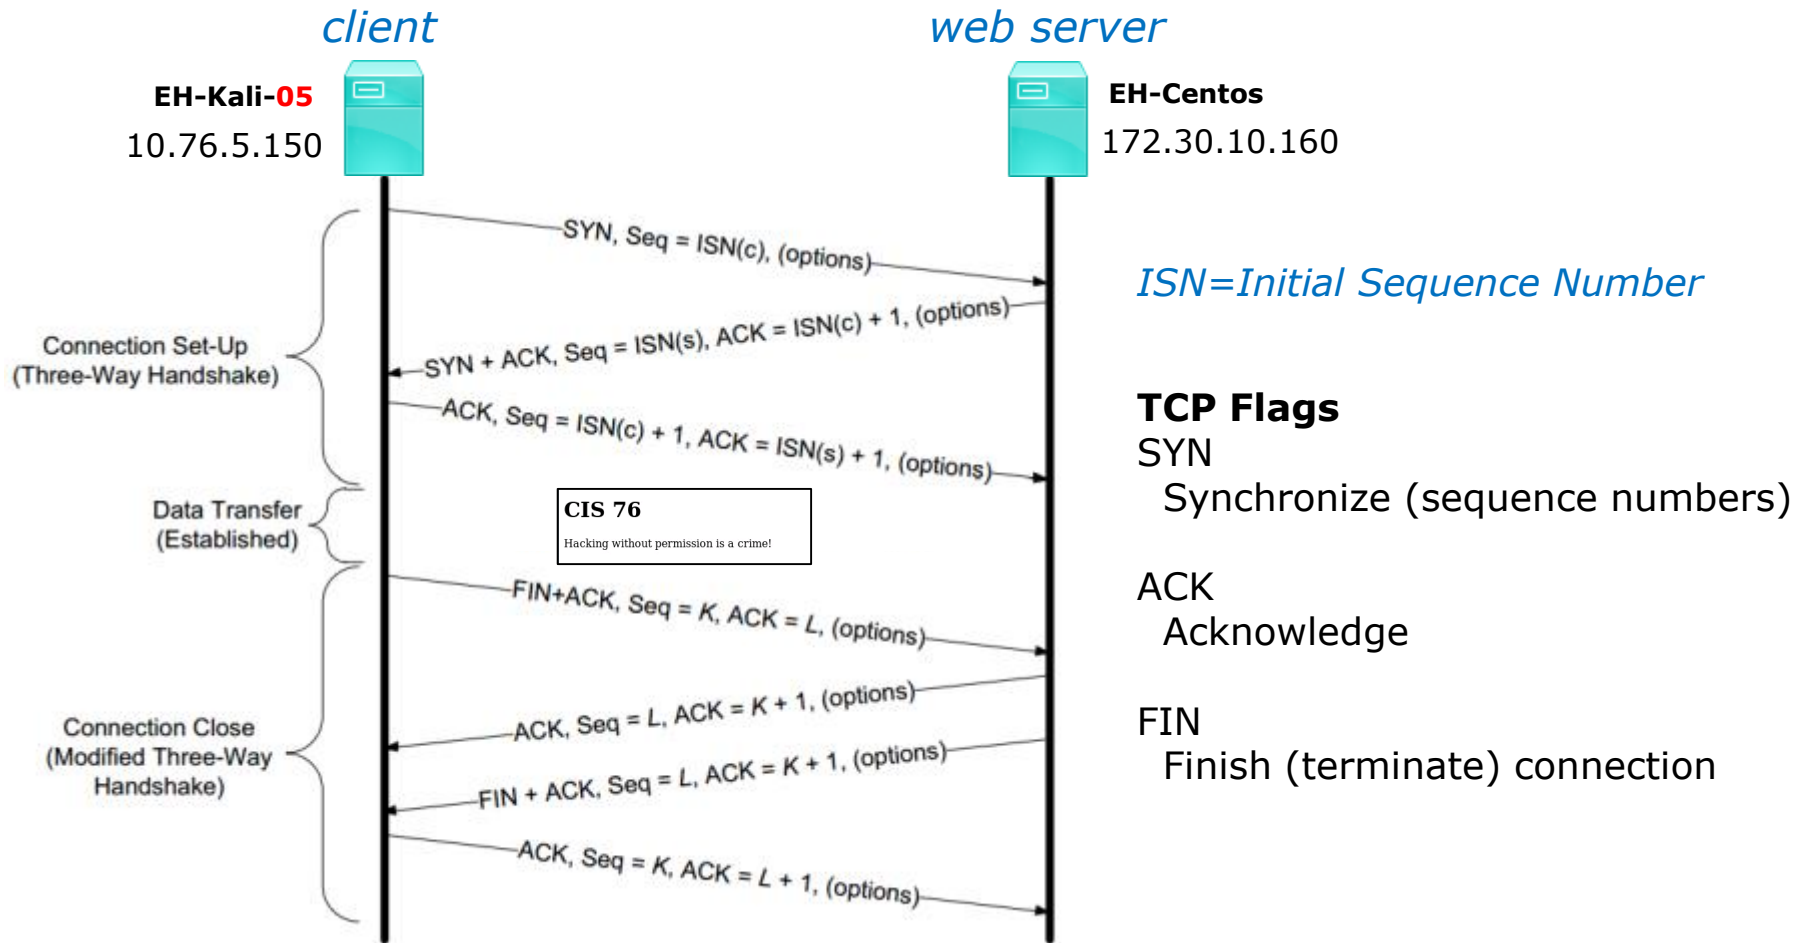 client
web server
EH-Kali-05
10.76.5.150
EH-Centos
172.30.10.160
SYN, Seq = ISN(c), (options)
ISN=Initial Sequence Number
SYN + ACK, Seq = ISN(s), ACK = ISN(c) + 1, (options)
Connection Set-Up
(Three-Way Handshake)
ACK, Seq = ISN(c) + 1, ACK = ISN(s) + 1, (options)
TCP Flags
SYN
Synchronize (sequence numbers)
Data Transfer
(Established)
CIS 76
Hacking without permission is a crime!
FIN+ACK, Seq = K, ACK = L, (options)
ACK
Acknowledge
ACK, Seq = L, ACK = K + 1, (options)
FIN
Finish (terminate) connection
Connection Close
(Modified Three-Way
Handshake)
FIN + ACK, Seq = L, ACK = K + 1, (options)
ACK, Seq = K, ACK = L + 1, (options)